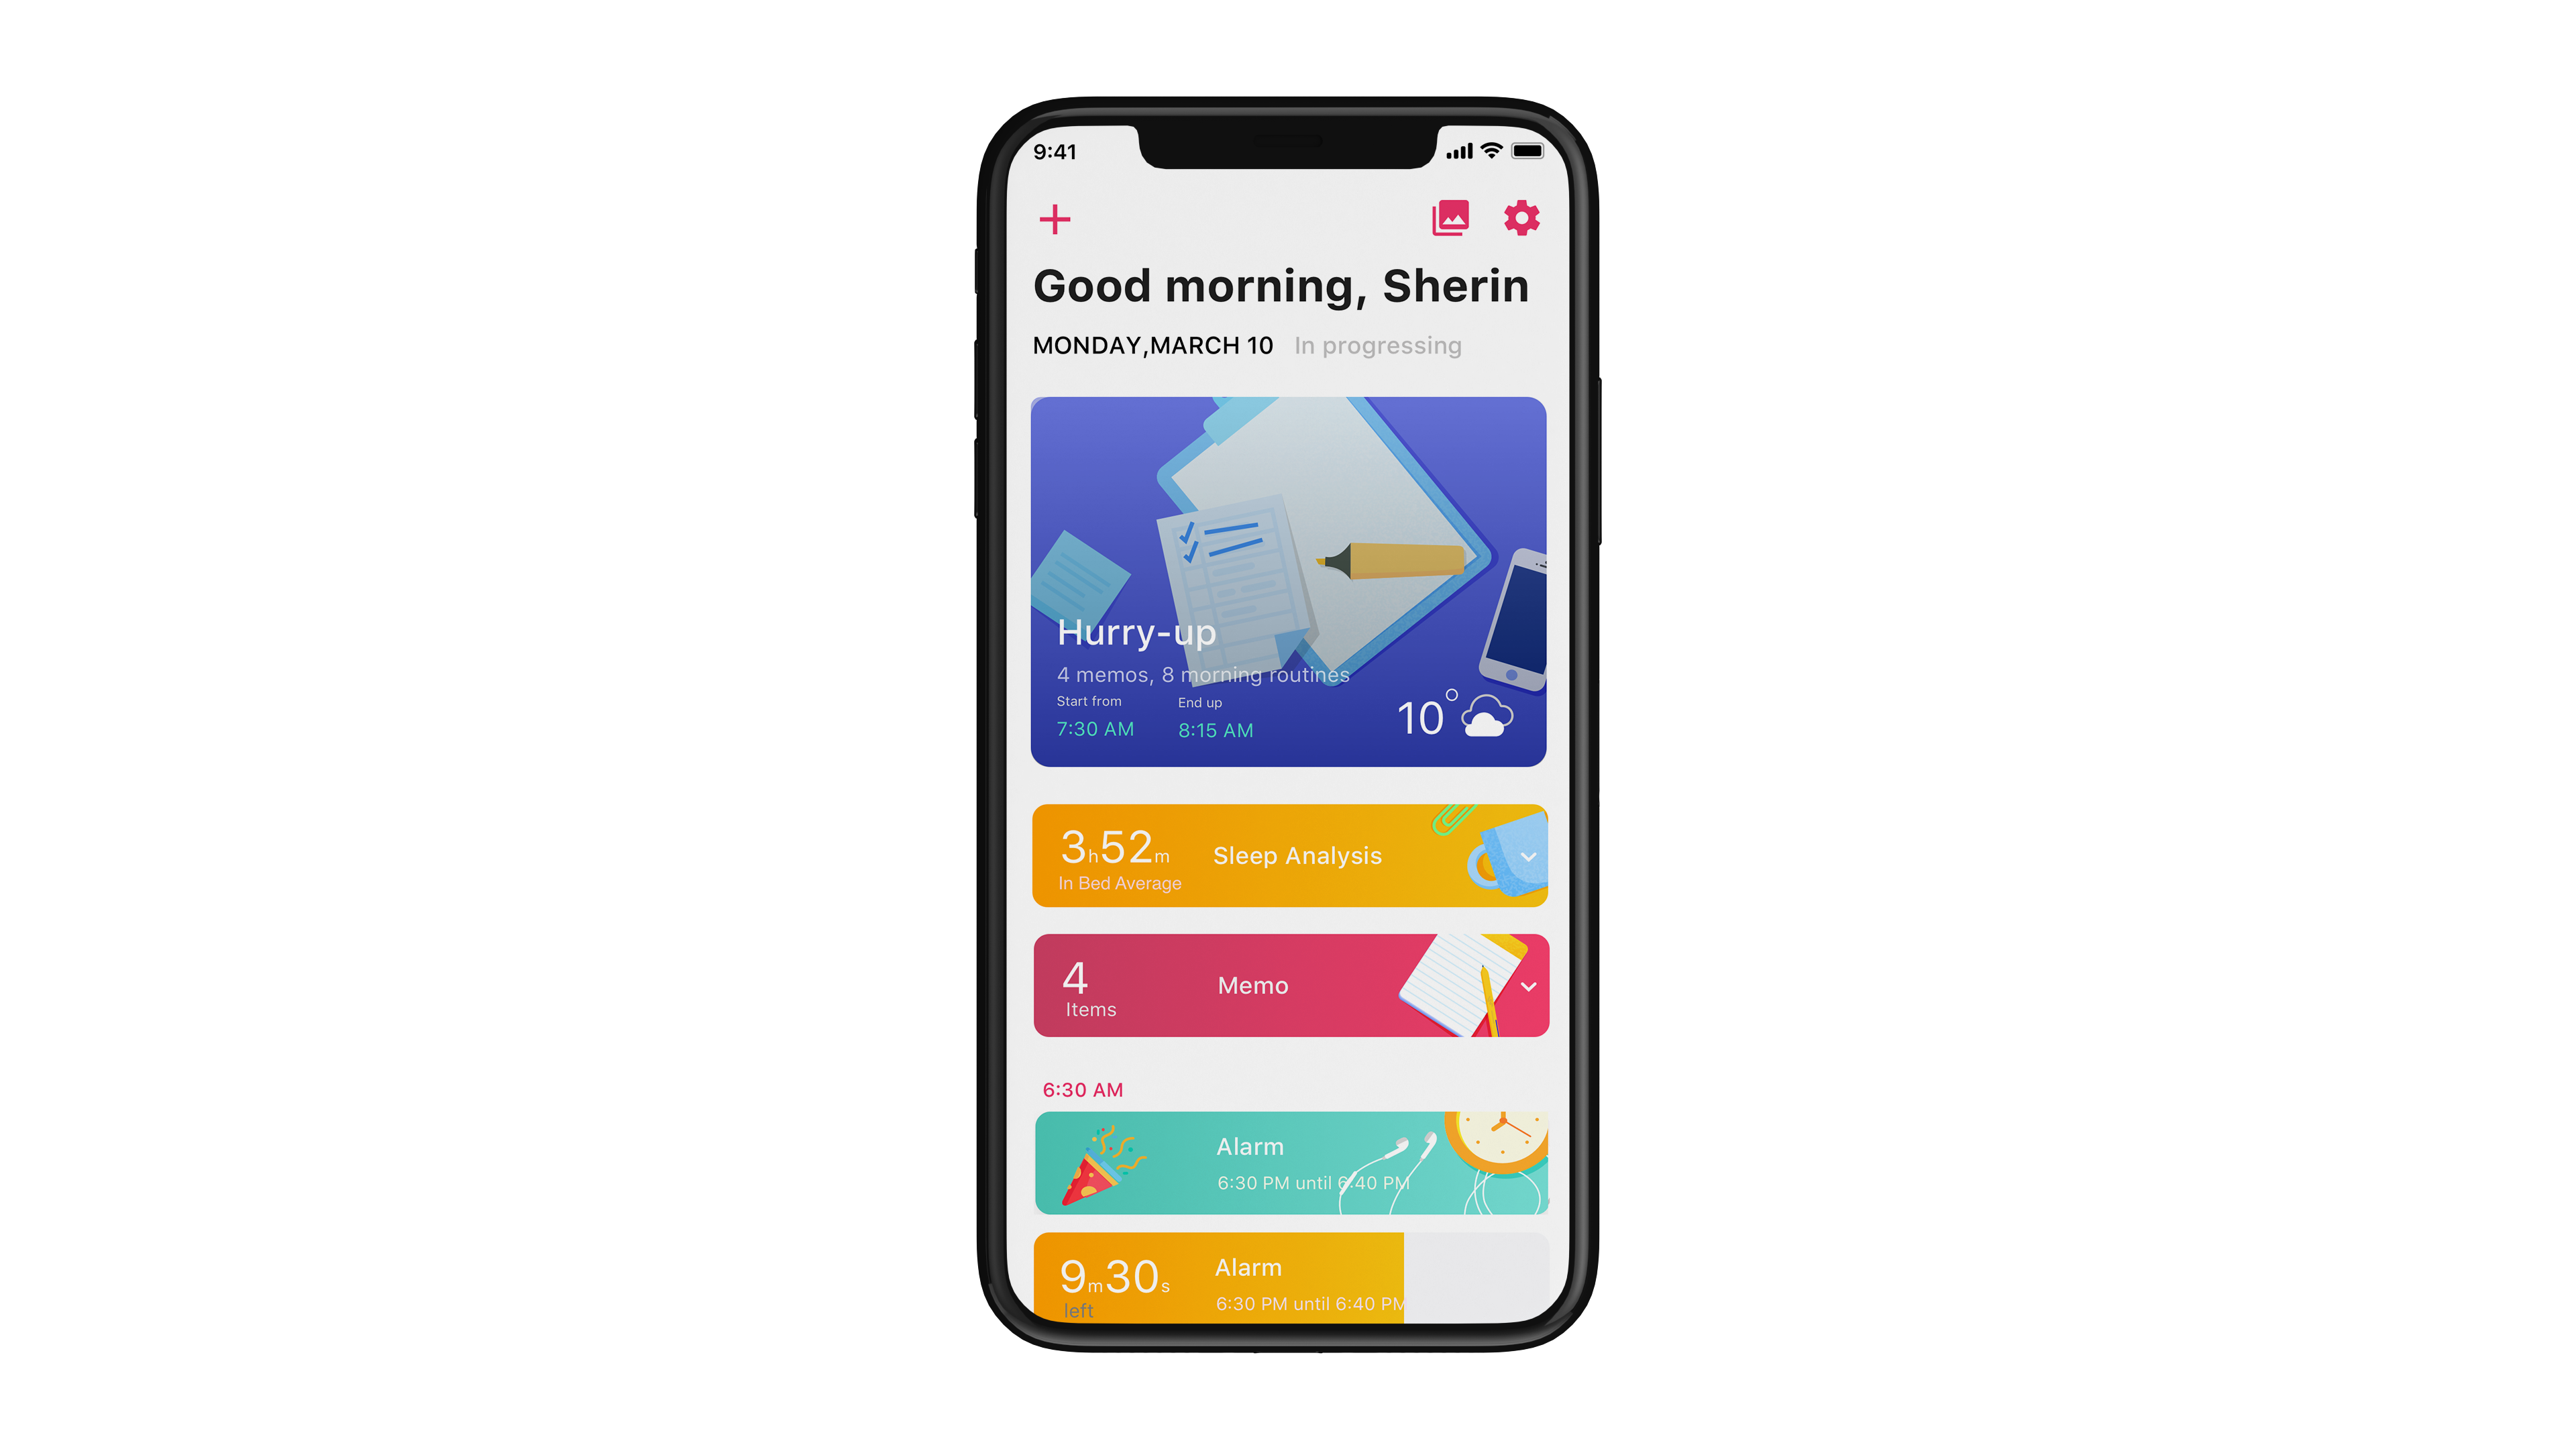 9:41
Good morning, Sherin
MONDAY,MARCH 10 In progressing
Hurry-up
4 memos, 8 morning routines
Start from End up
7:30 AM 8:15 AM
10°
3h52m
In Bed Average
Sleep Analysis
4
Items
Memo
6:30 AM
Alarm
6:30 PM until 6:40 PM
9m30s
left
Alarm
6:30 PM until 6:40 PM